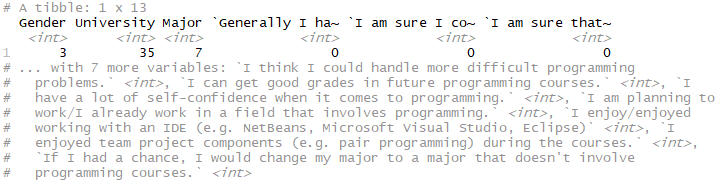 # A tibble: 1 x 13
Gender University Major `Generally I ha~ `I am sure I co~ `I am sure that~
<int> <int> <int> <int> <int> <int>
1 3 35 7 0 0 0
# ... with 7 more variables: `I think I could handle more difficult programming
# problems.` <int>, `I can get good grades in future programming courses.` <int>, `I
# have a lot of self-confidence when it comes to programming.` <int>, `I am planning to
# work/I already work in a field that involves programming.` <int>, `I enjoy/enjoyed
# working with an IDE (e.g. NetBeans, Microsoft Visual Studio, Eclipse)` <int>, `I
# enjoyed team project components (e.g. pair programming) during the courses.` <int>,
# `If I had a chance, I would change my major to a major that doesn't involve
# programming courses.` <int>